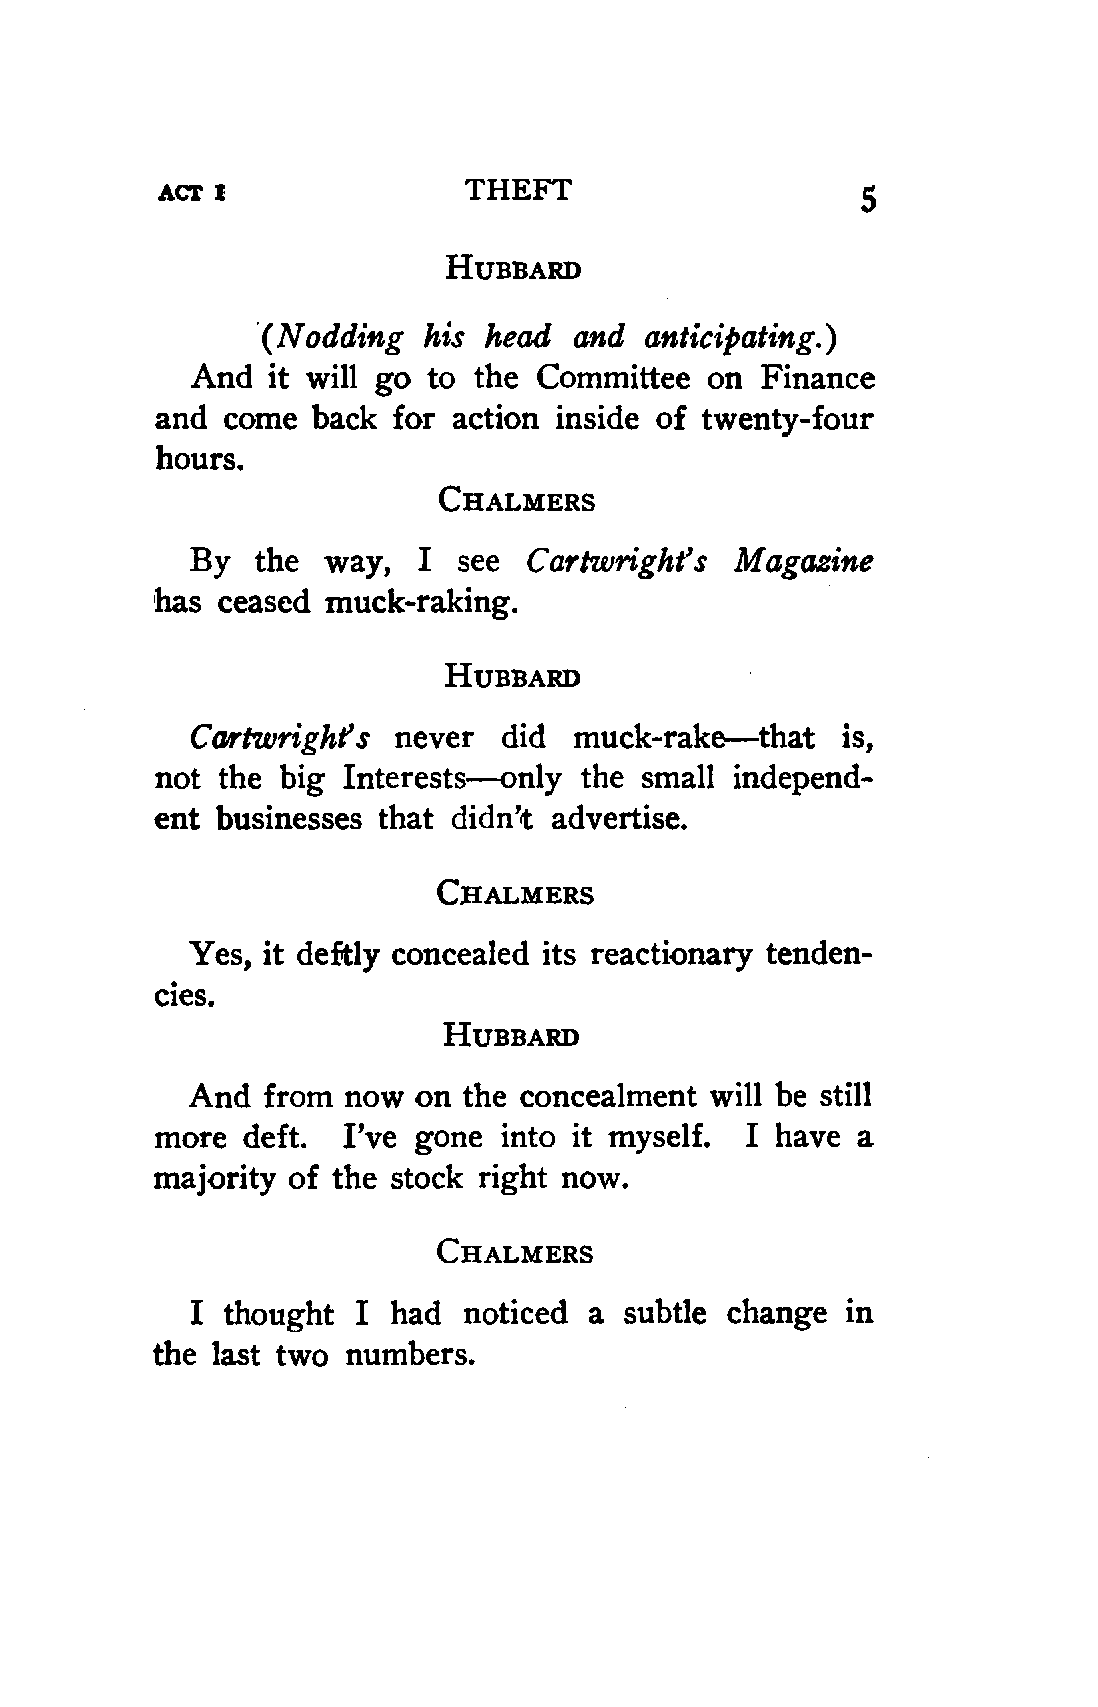 ACT I THEFT 5
HUBBARD
(Nodding his head and anticipating.)
And it will go to the Committee on Finance
and come back for action inside of twenty-four
hours.
CHALMERS
By the way, I see Cartwright's Magazine
has ceased muck-raking.
HUBBARD
Cartwright's never did muck-rake—that is,
not the big Interests—only the small independ-
ent businesses that didn't advertise.
CHALMERS
Yes, it deftly concealed its reactionary tenden-
cies.
HUBBARD
And from now on the concealment will be still
more deft. I've gone into it myself. I have a
majority of the stock right now.
CHALMERS
I thought I had noticed a subtle change in
the last two numbers.